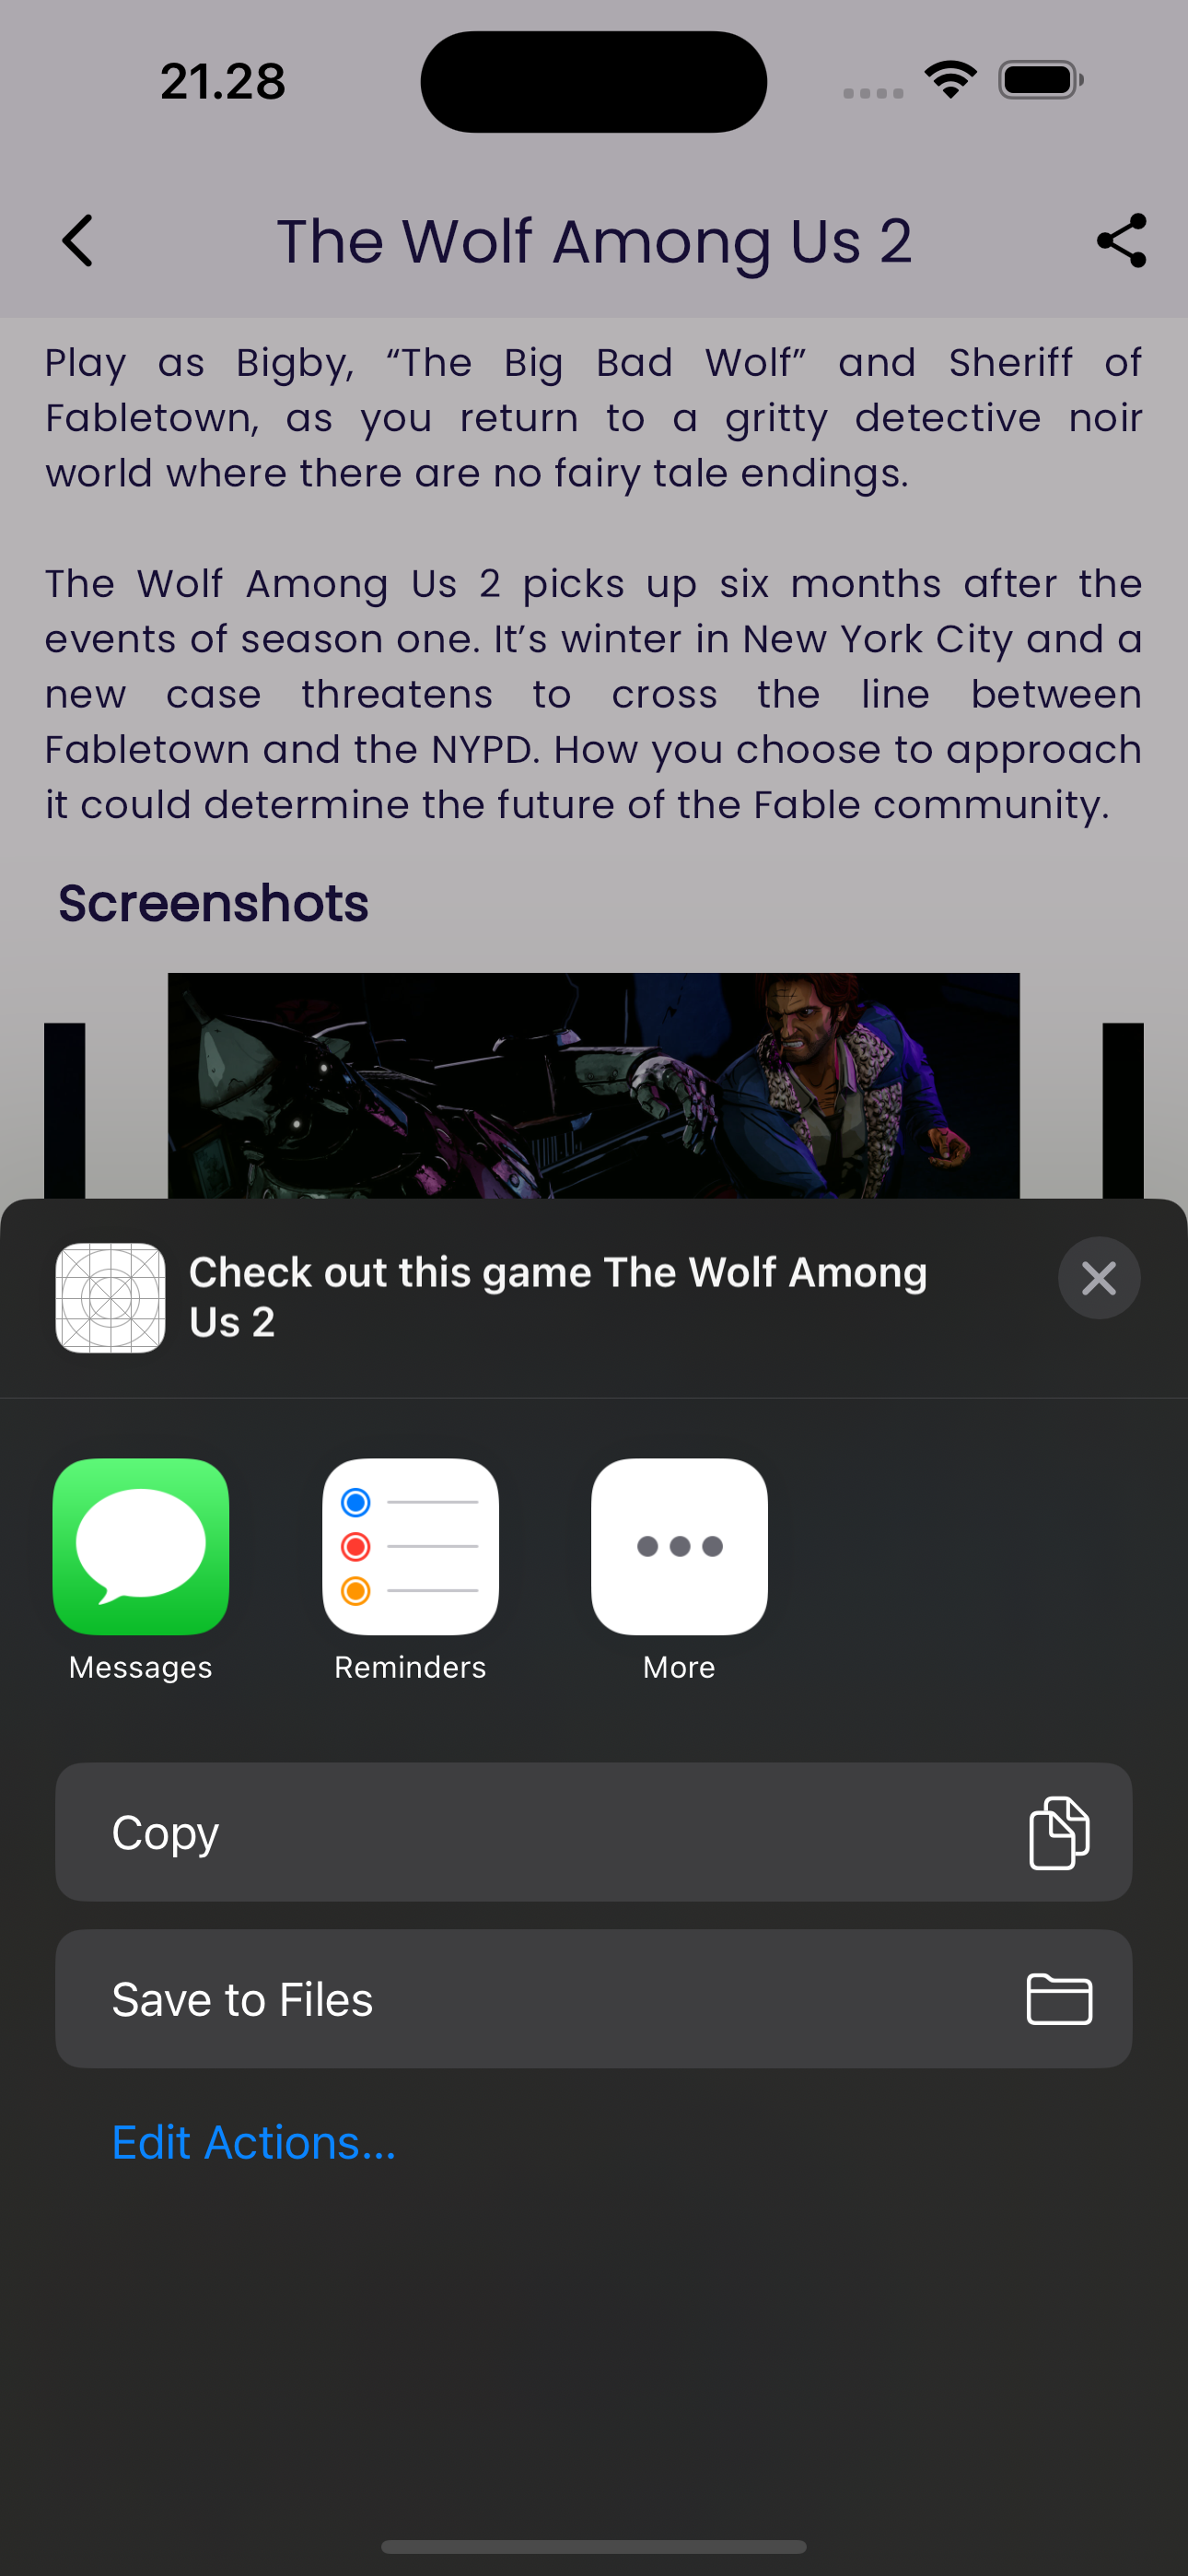 21.28
The Wolf Among Us 2
Play as Bigby, “The Big Bad Wolf” and Sheriff of
Fabletown, as you return to a gritty detective noir
world where there are no fairy tale endings.
The Wolf Among Us 2 picks up six months after the
events of season one. It’s winter in New York City and a
new case threatens to cross the line between
Fabletown and the NYPD. How you choose to approach
it could determine the future of the Fable community.
Screenshots
Check out this game The Wolf Among
Us 2
Messages
Reminders
More
Copy
Save to Files
Edit Actions...